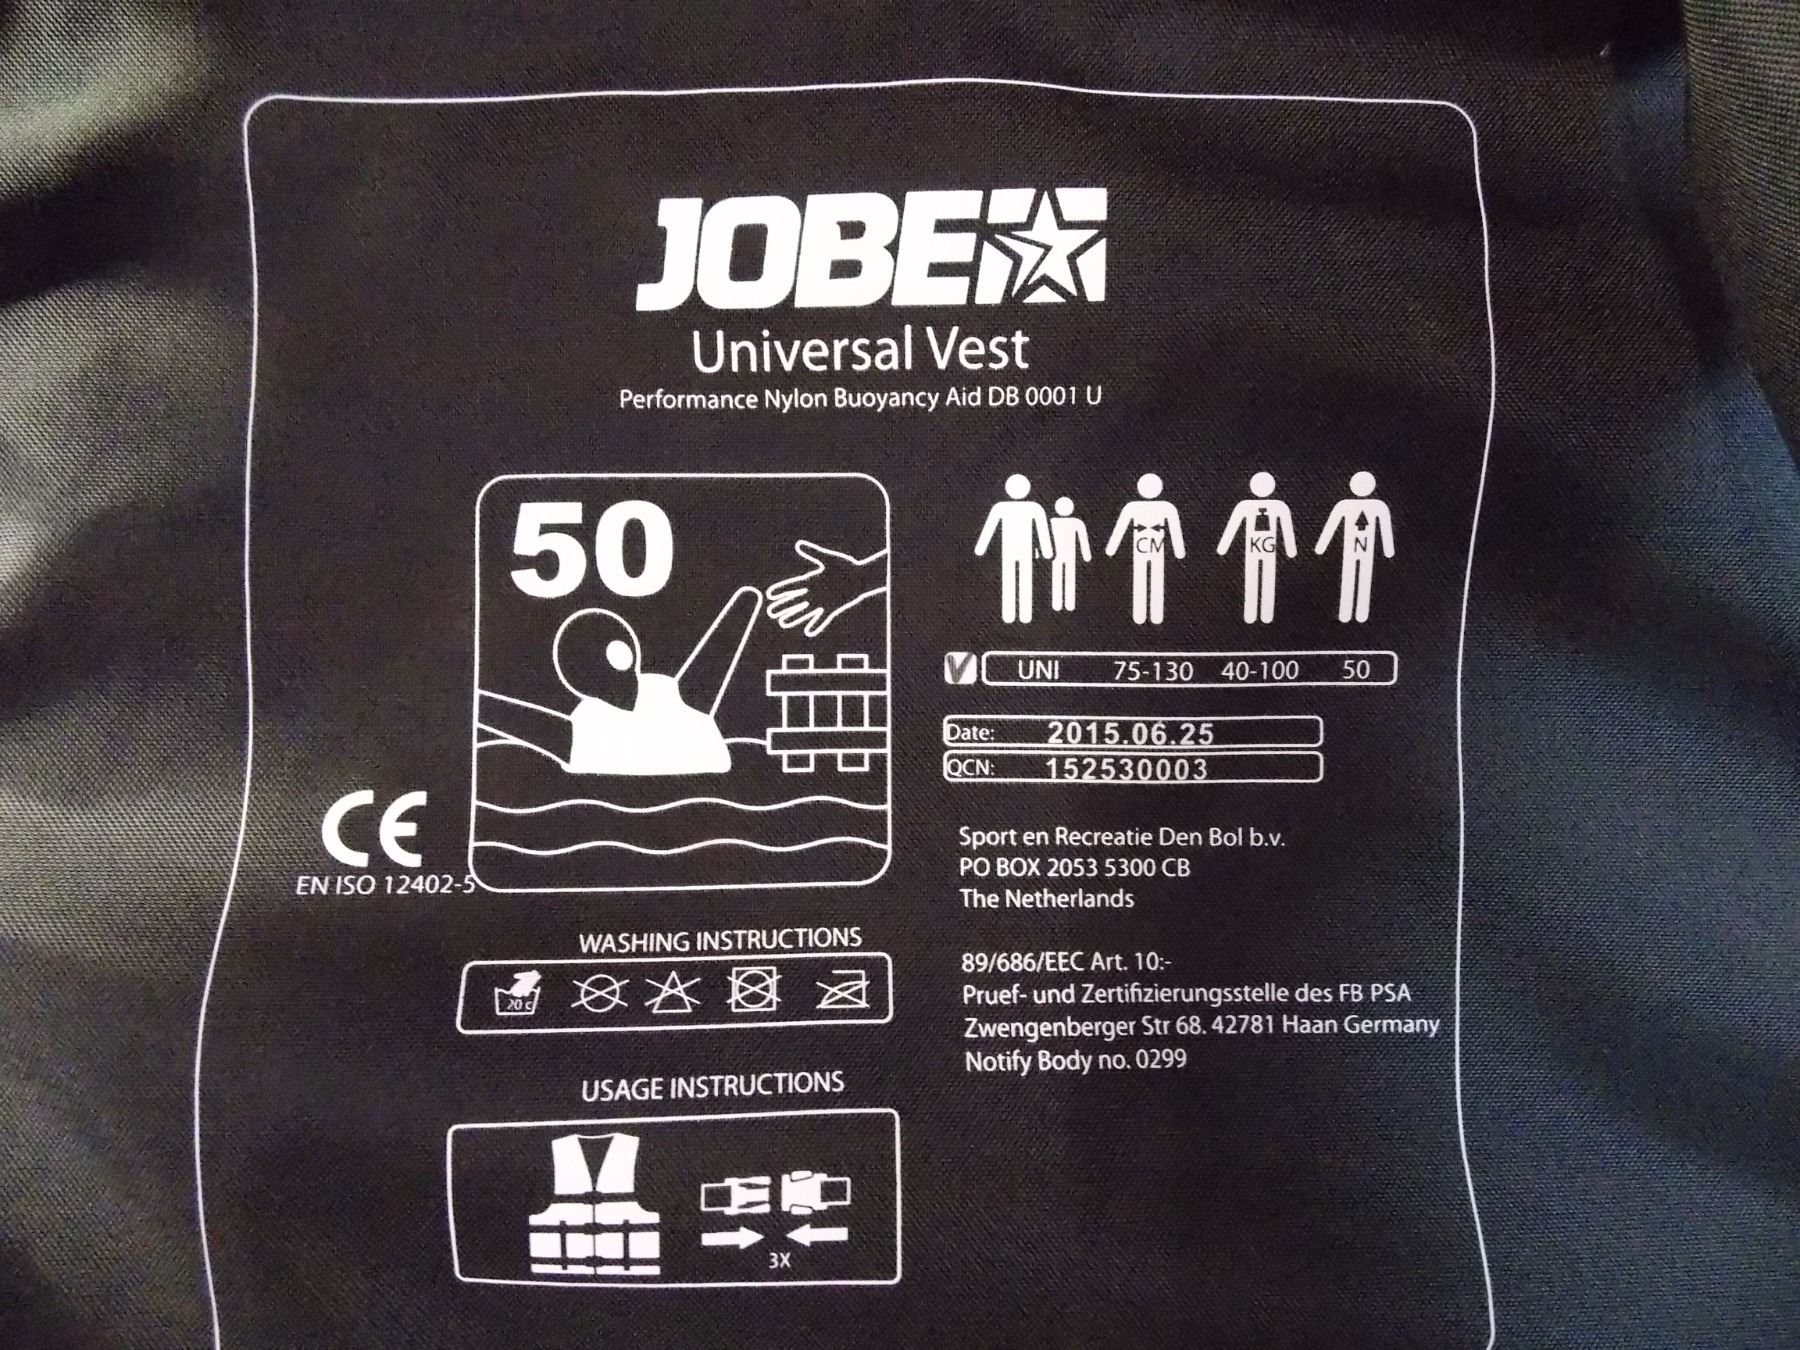 JOBE
Universal Vest
Performance Nylon Buoyancy Aid DB 0001 U
50
CM KG N
UNI 75-130 40-100 50
Date: 2015.06.25
QCN: 152530003
CE
EN ISO 12402-5
Sport en Recreatie Den Bol b.v.
PO BOX 2053 5300 CB
The Netherlands
89/686/EEC Art. 10:-
Pruef- und Zertifizierungsstelle des FB PSA
Zwengenberger Str 68. 42781 Haan Germany
Notify Body no. 0299
WASHING INSTRUCTIONS
20 c
USAGE INSTRUCTIONS
3X